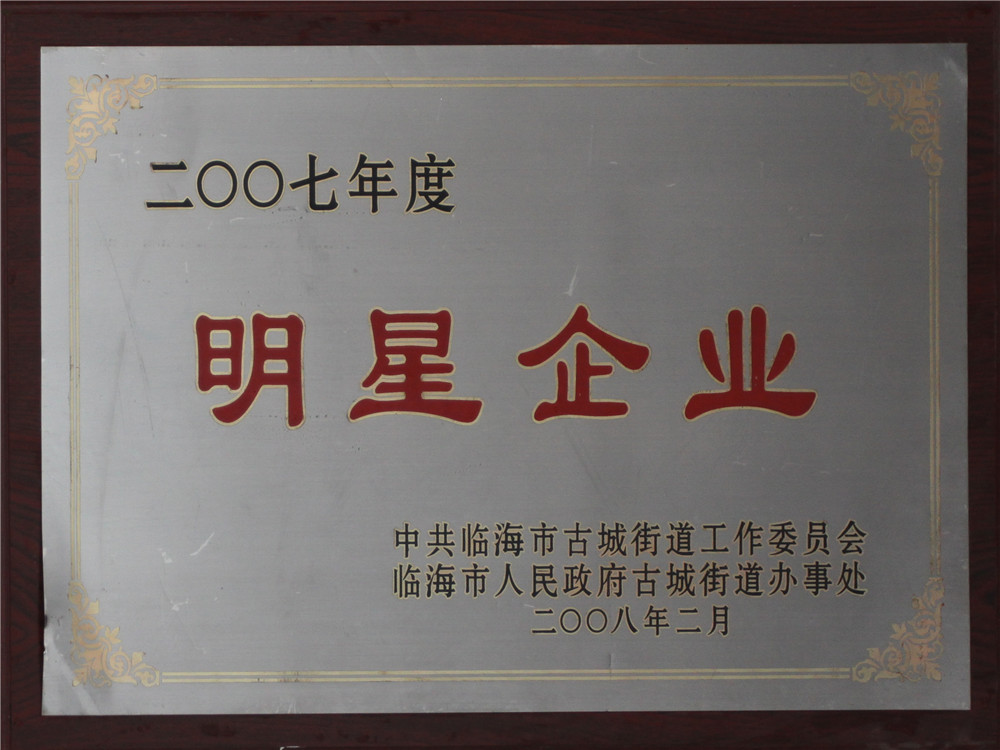 二〇〇七年度
明星企业
中共临海市古城街道工作委员会
临海市人民政府古城街道办事处
二〇〇八年二月